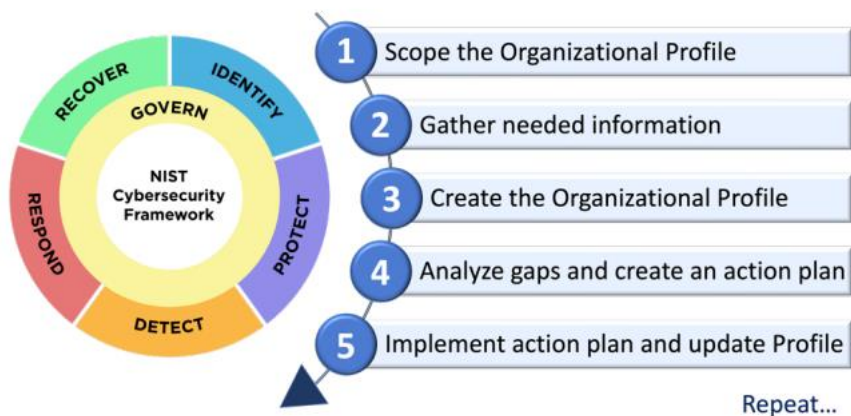 RECOVER
IDENTIFY
GOVERN
NIST
Cybersecurity
Framework
RESPOND
PROTECT
DETECT
1 Scope the Organizational Profile
2 Gather needed information
3 Create the Organizational Profile
4 Analyze gaps and create an action plan
5 Implement action plan and update Profile
Repeat...